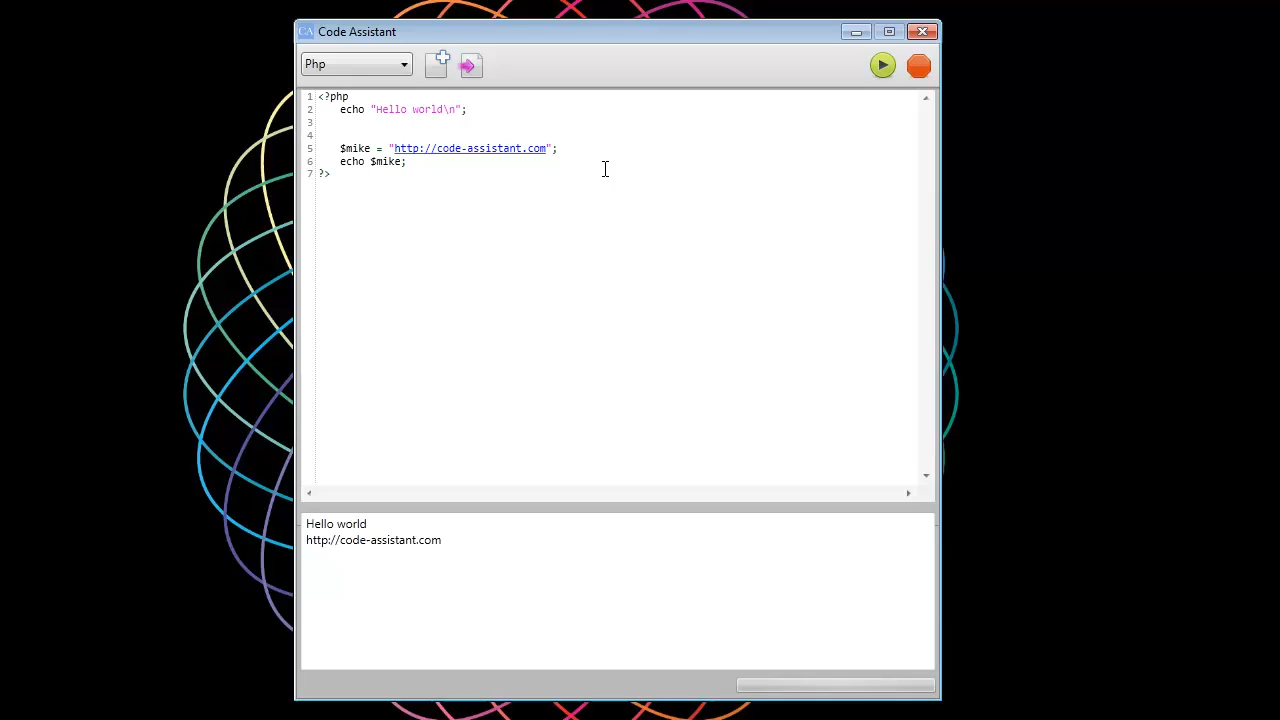 CA Code Assistant
Php
1 <?php
2 echo "Hello world\n";
3
4
5 $mike = "http://code-assistant.com";
6 echo $mike;
7 ?>
Hello world
http://code-assistant.com